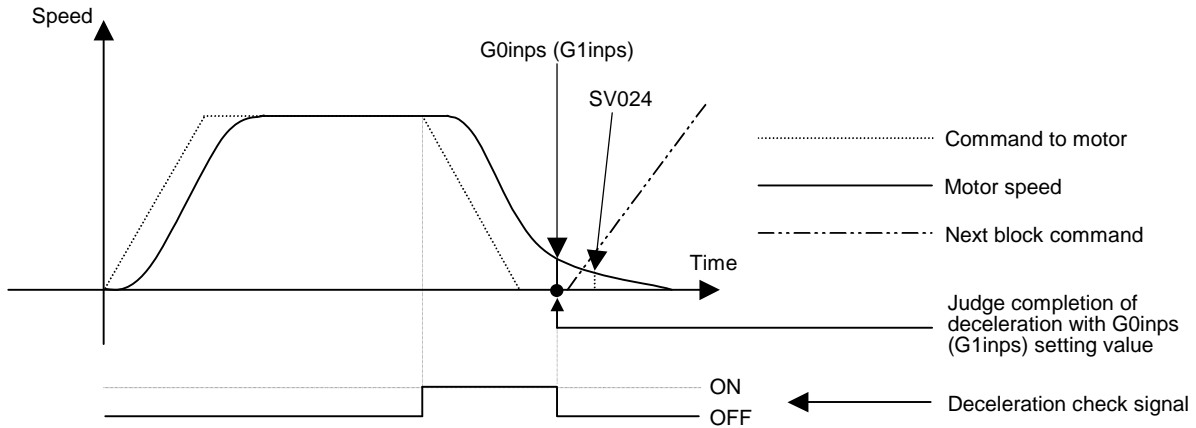 Speed
G0inps (G1inps)
SV024
Command to motor
Motor speed
Next block command
Time
Judge completion of
deceleration with G0inps
(G1inps) setting value
ON
OFF
Deceleration check signal